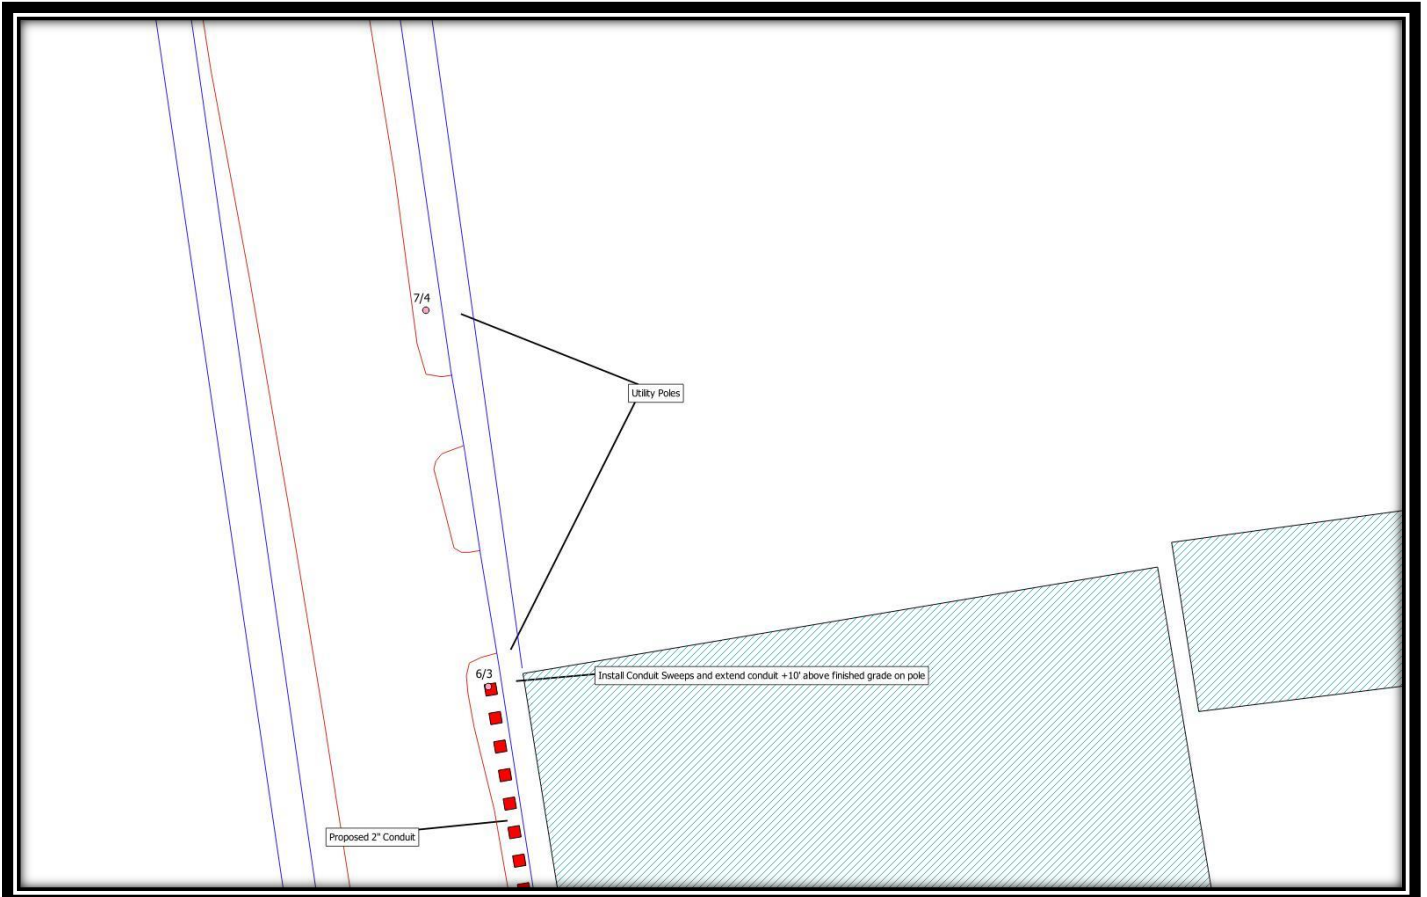 7/4
Utility Poles
6/3
Install Conduit Sweeps and extend conduit +10' above finished grade on pole
Proposed 2" Conduit